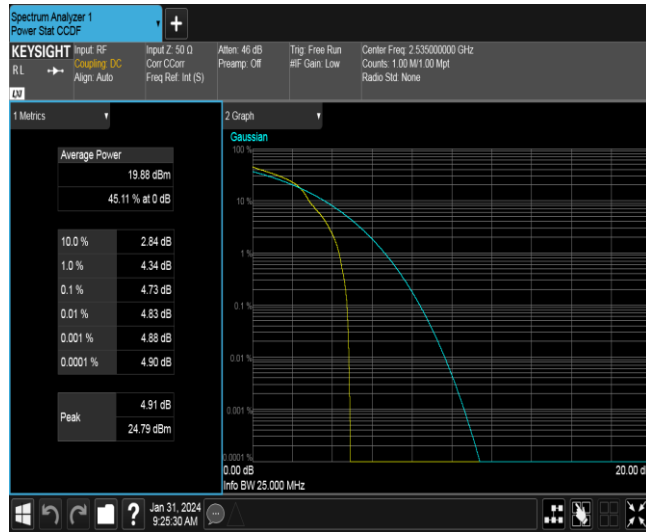 Spectrum Analyzer 1
Power Stat CCDF
+
KEYSIGHT
RL
LXI
Input: RF
Coupling: DC
Align: Auto
Input Z: 50 Ω
Corr CCorr
Freq Ref: Int (S)
Atten: 46 dB
Preamp: Off
Trig: Free Run
#IF Gain: Low
Center Freq: 2.535000000 GHz
Counts: 1.00 M/1.00 Mpt
Radio Std: None
1 Metrics
Average Power
19.88 dBm
45.11 % at 0 dB
10.0 % 2.84 dB
1.0 % 4.34 dB
0.1 % 4.73 dB
0.01 % 4.83 dB
0.001 % 4.88 dB
0.0001 % 4.90 dB
Peak
4.91 dB
24.79 dBm
2 Graph
Gaussian
100 %
10 %
1 %
0.1 %
0.01 %
0.001 %
0.0001 %
0.00 dB
20.00 d
Info BW 25.000 MHz
?
Jan 31, 2024
9:25:30 AM